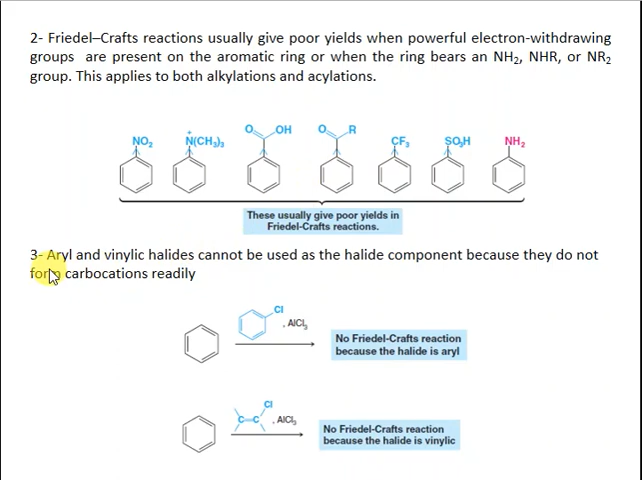 2- Friedel–Crafts reactions usually give poor yields when powerful electron-withdrawing
groups are present on the aromatic ring or when the ring bears an NH₂, NHR, or NR₂
group. This applies to both alkylations and acylations.
NO₂ N⁺(CH₃)₃ O OH O R CF₃ SO₃H NH₂
These usually give poor yields in
Friedel-Crafts reactions.
3- Aryl and vinylic halides cannot be used as the halide component because they do not
form carbocations readily
Cl
, AlCl₃
No Friedel-Crafts reaction
because the halide is aryl
Cl
C C , AlCl₃
No Friedel-Crafts reaction
because the halide is vinylic